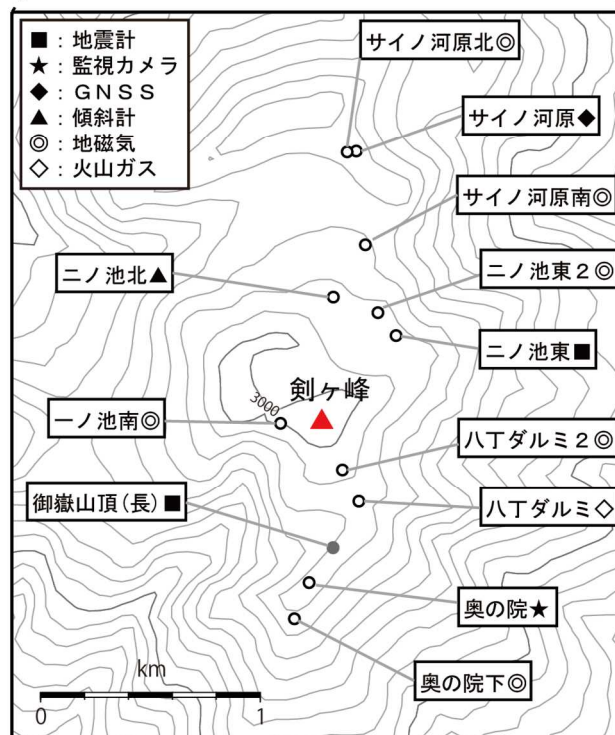 ■：地震計
★：監視カメラ
◆：ＧＮＳＳ
▲：傾斜計
◎：地磁気
◇：火山ガス
サイノ河原北◎
サイノ河原◆
サイノ河原南◎
二ノ池北▲
二ノ池東２◎
二ノ池東■
剣ヶ峰
3000
一ノ池南◎
八丁ダルミ２◎
御嶽山頂(長)■
八丁ダルミ◇
奥の院★
奥の院下◎
km
0 1